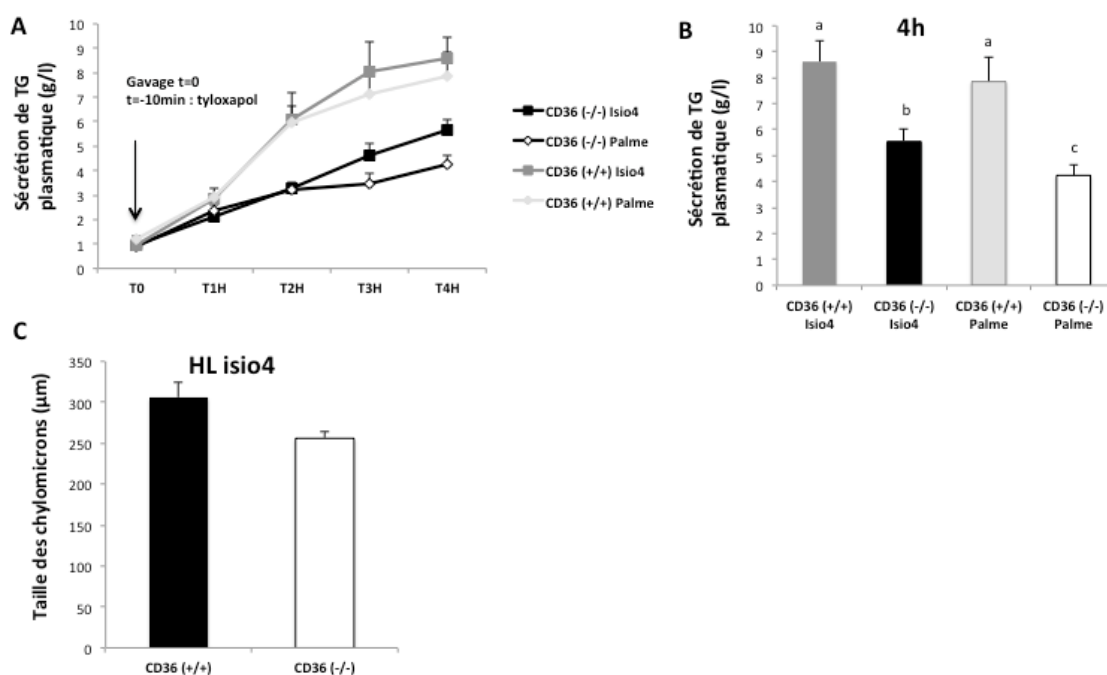 A
Sécrétion de TG
plasmatique (g/l)
10
9
8
7
6
5
4
3
2
1
0
Gavage t=0
t=-10min : tyloxapol
T0
T1H
T2H
T3H
T4H
CD36 (-/-) Isio4
CD36 (-/-) Palme
CD36 (+/+) Isio4
CD36 (+/+) Palme
B
4h
Sécrétion de TG
plasmatique (g/l)
10
9
8
7
6
5
4
3
2
1
0
a
b
a
c
CD36 (+/+)
Isio4
CD36 (-/-)
Isio4
CD36 (+/+)
Palme
CD36 (-/-)
Palme
C
HL isio4
Taille des chylomicrons (µm)
350
300
250
200
150
100
50
0
CD36 (+/+)
CD36 (-/-)